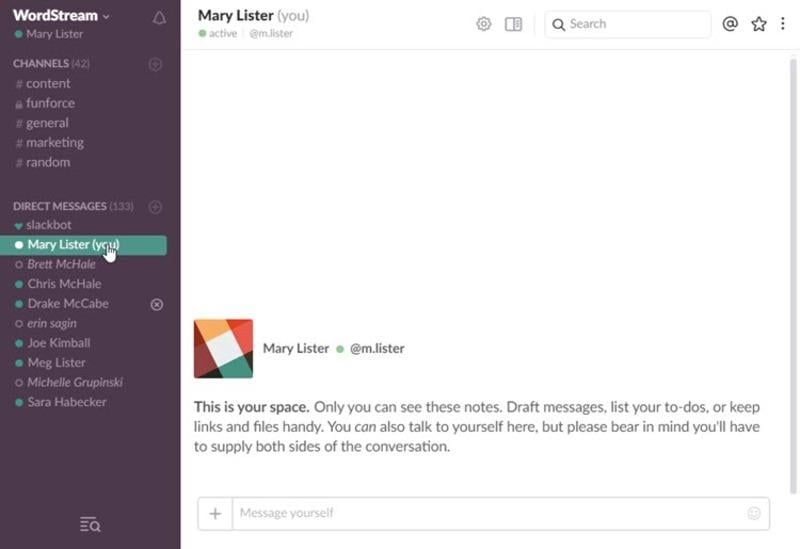 WordStream
Mary Lister
CHANNELS (42)
# content
funforce
# general
# marketing
# random
DIRECT MESSAGES (133)
slackbot
Mary Lister (you)
Brett McHale
Chris McHale
Drake McCabe
erin sagin
Joe Kimball
Meg Lister
Michelle Grupinski
Sara Habecker
Mary Lister (you)
active | @m.lister
Search
@
Mary Lister @m.lister
This is your space. Only you can see these notes. Draft messages, list your to-dos, or keep
links and files handy. You can also talk to yourself here, but please bear in mind you'll have
to supply both sides of the conversation.
+ Message yourself